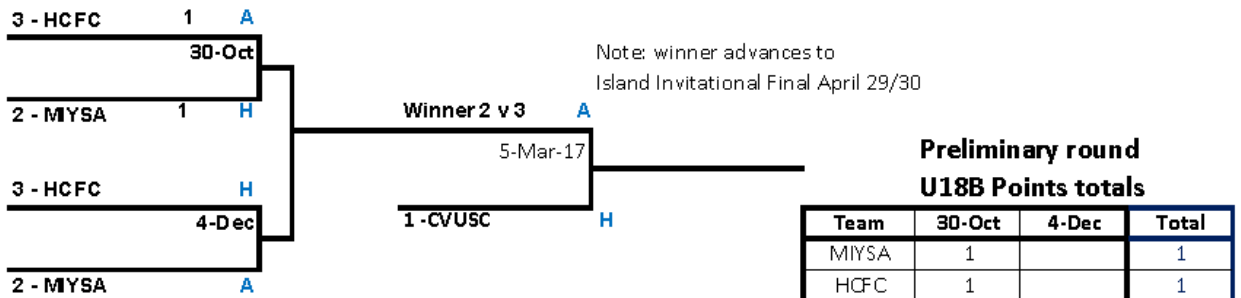 3 - HCFC 1 A
30-Oct
2 - MIYSA 1 H
3 - HCFC H
4-Dec
2 - MIYSA A
Winner 2 v 3 A
5-Mar-17
1 -CVUSC H
Note: winner advances to
Island Invitational Final April 29/30
Preliminary round
U18B Points totals
Team 30-Oct 4-Dec Total
MIYSA 1 1
HCFC 1 1